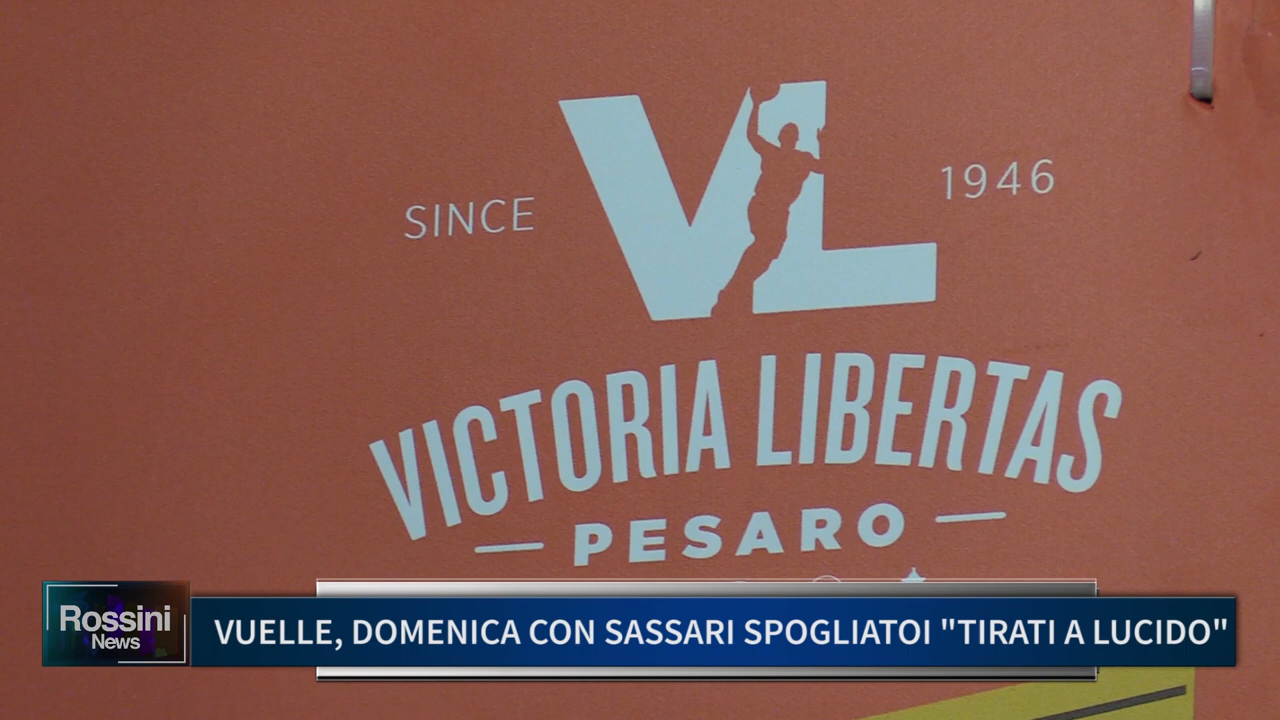 VL
SINCE 1946
VICTORIA LIBERTAS
PESARO
Rossini
News
VUELLE, DOMENICA CON SASSARI SPOGLIATOI "TIRATI A LUCIDO"